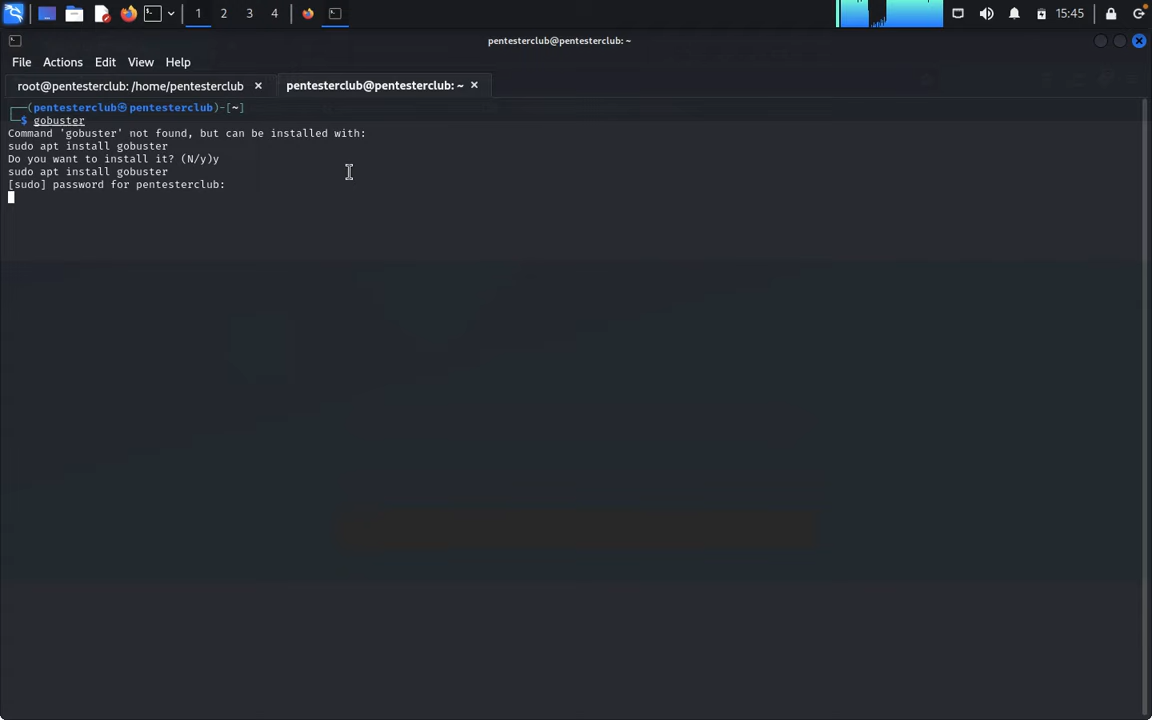 1 2 3 4 15:45
pentesterclub@pentesterclub: ~
File Actions Edit View Help
root@pentesterclub: /home/pentesterclub × pentesterclub@pentesterclub: ~ ×
┌──(pentesterclub㉿pentesterclub)-[~]
└─$ gobuster
Command 'gobuster' not found, but can be installed with:
sudo apt install gobuster
Do you want to install it? (N/y)y
sudo apt install gobuster
[sudo] password for pentesterclub: